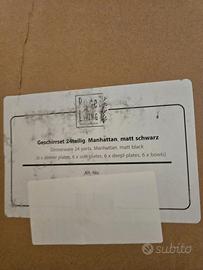 Geschirrset 24teilig, Manhattan, matt schwarz
Dinnerware 24 parts, Manhattan, matt black
(6 x dinner plates, 6 x side plates, 6 x deep plates, 6 x bowls)
Art.-No.
subito